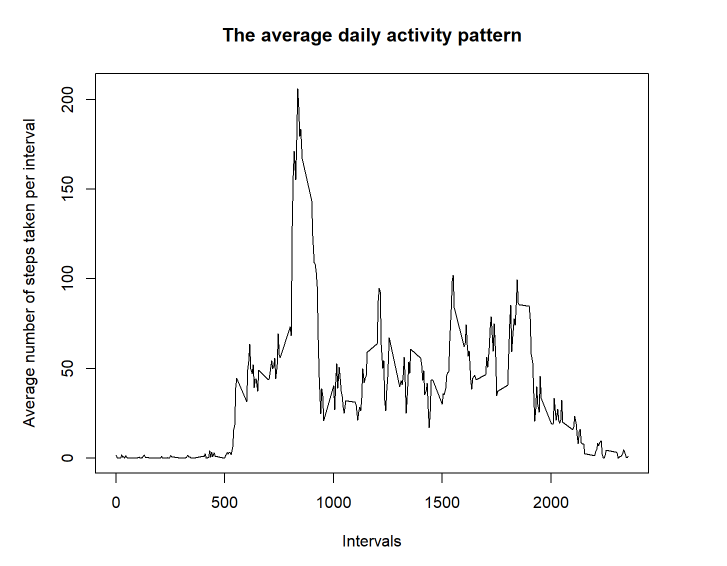 The average daily activity pattern
Average number of steps taken per interval
200
150
100
50
0
0 500 1000 1500 2000
Intervals